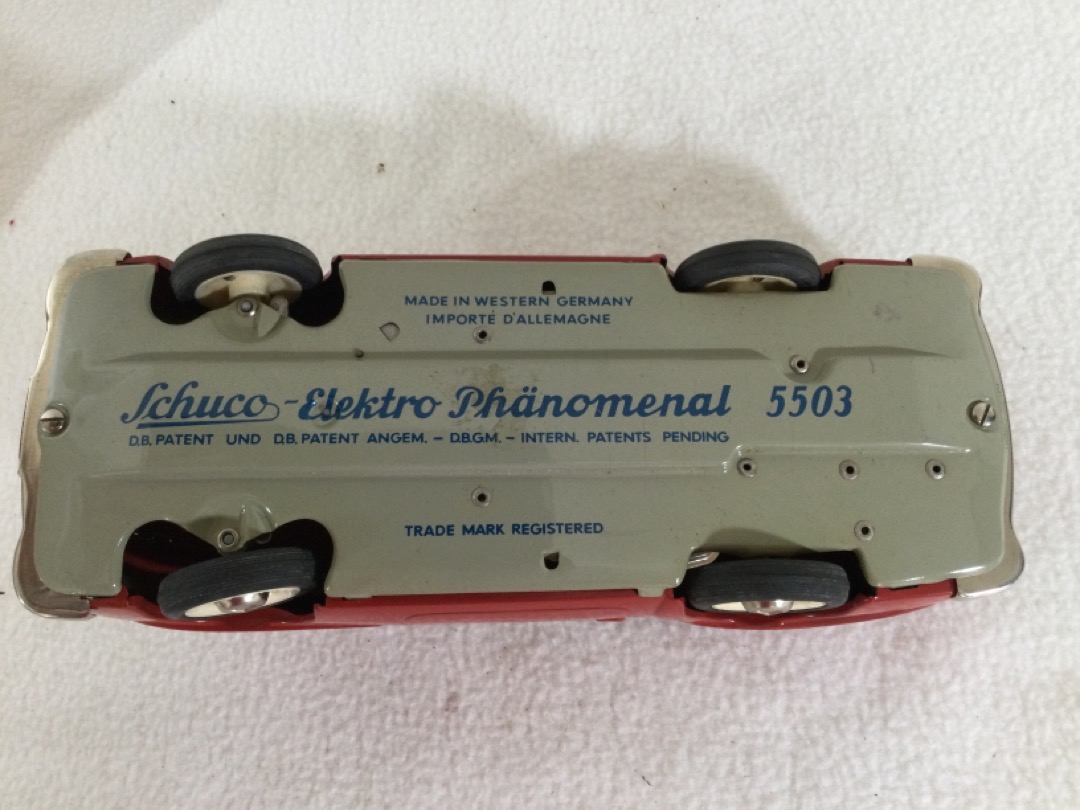 MADE IN WESTERN GERMANY
IMPORTÉ D'ALLEMAGNE
Schuco-Elektro Phänomenal 5503
D.B. PATENT UND D.B. PATENT ANGEM. – D.B.G.M. – INTERN. PATENTS PENDING
TRADE MARK REGISTERED